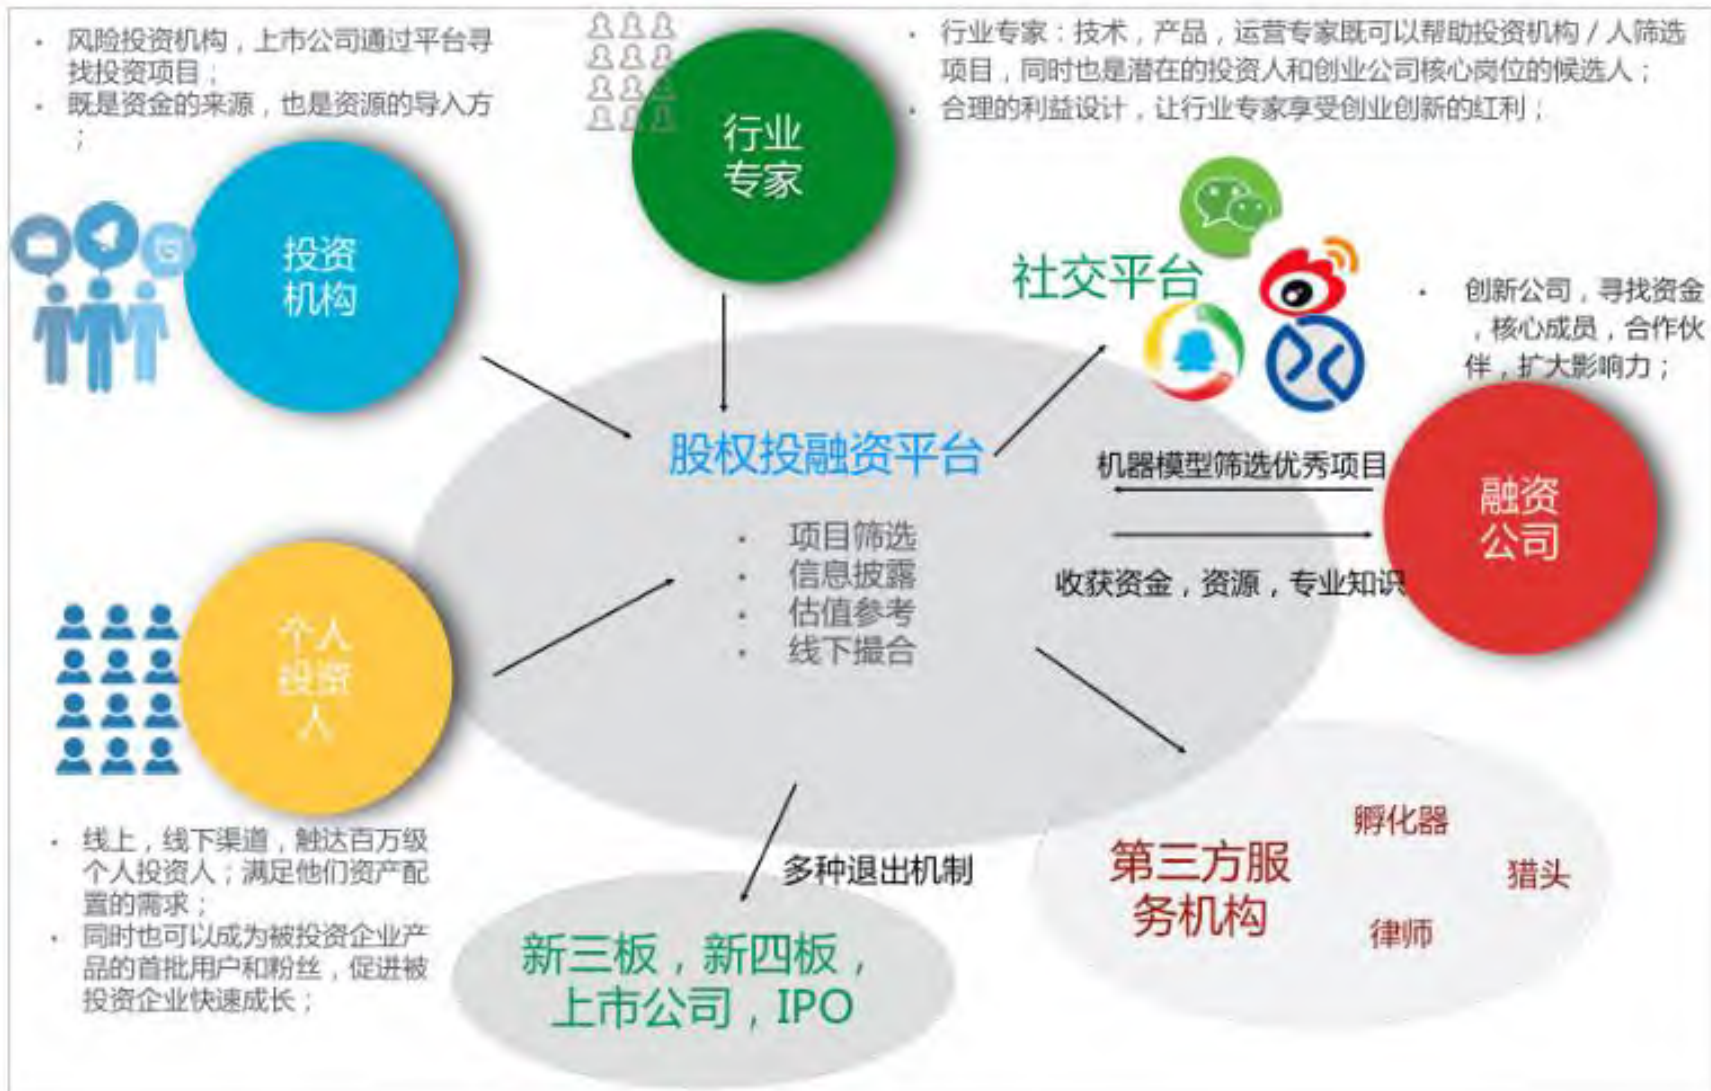 · 风险投资机构，上市公司通过平台寻
找投资项目；
· 既是资金的来源，也是资源的导入方
；
投资
机构
行业
专家
· 行业专家：技术，产品，运营专家既可以帮助投资机构 / 人筛选
项目，同时也是潜在的投资人和创业公司核心岗位的候选人；
· 合理的利益设计，让行业专家享受创业创新的红利；
社交平台
· 创新公司，寻找资金
，核心成员，合作伙
伴，扩大影响力；
股权投融资平台
· 项目筛选
· 信息披露
· 估值参考
· 线下撮合
机器模型筛选优秀项目
收获资金，资源，专业知识
融资
公司
个人
投资
人
· 线上，线下渠道，触达百万级
个人投资人；满足他们资产配
置的需求；
· 同时也可以成为被投资企业产
品的首批用户和粉丝，促进被
投资企业快速成长；
多种退出机制
新三板，新四板，
上市公司，IPO
第三方服
务机构
孵化器
猎头
律师